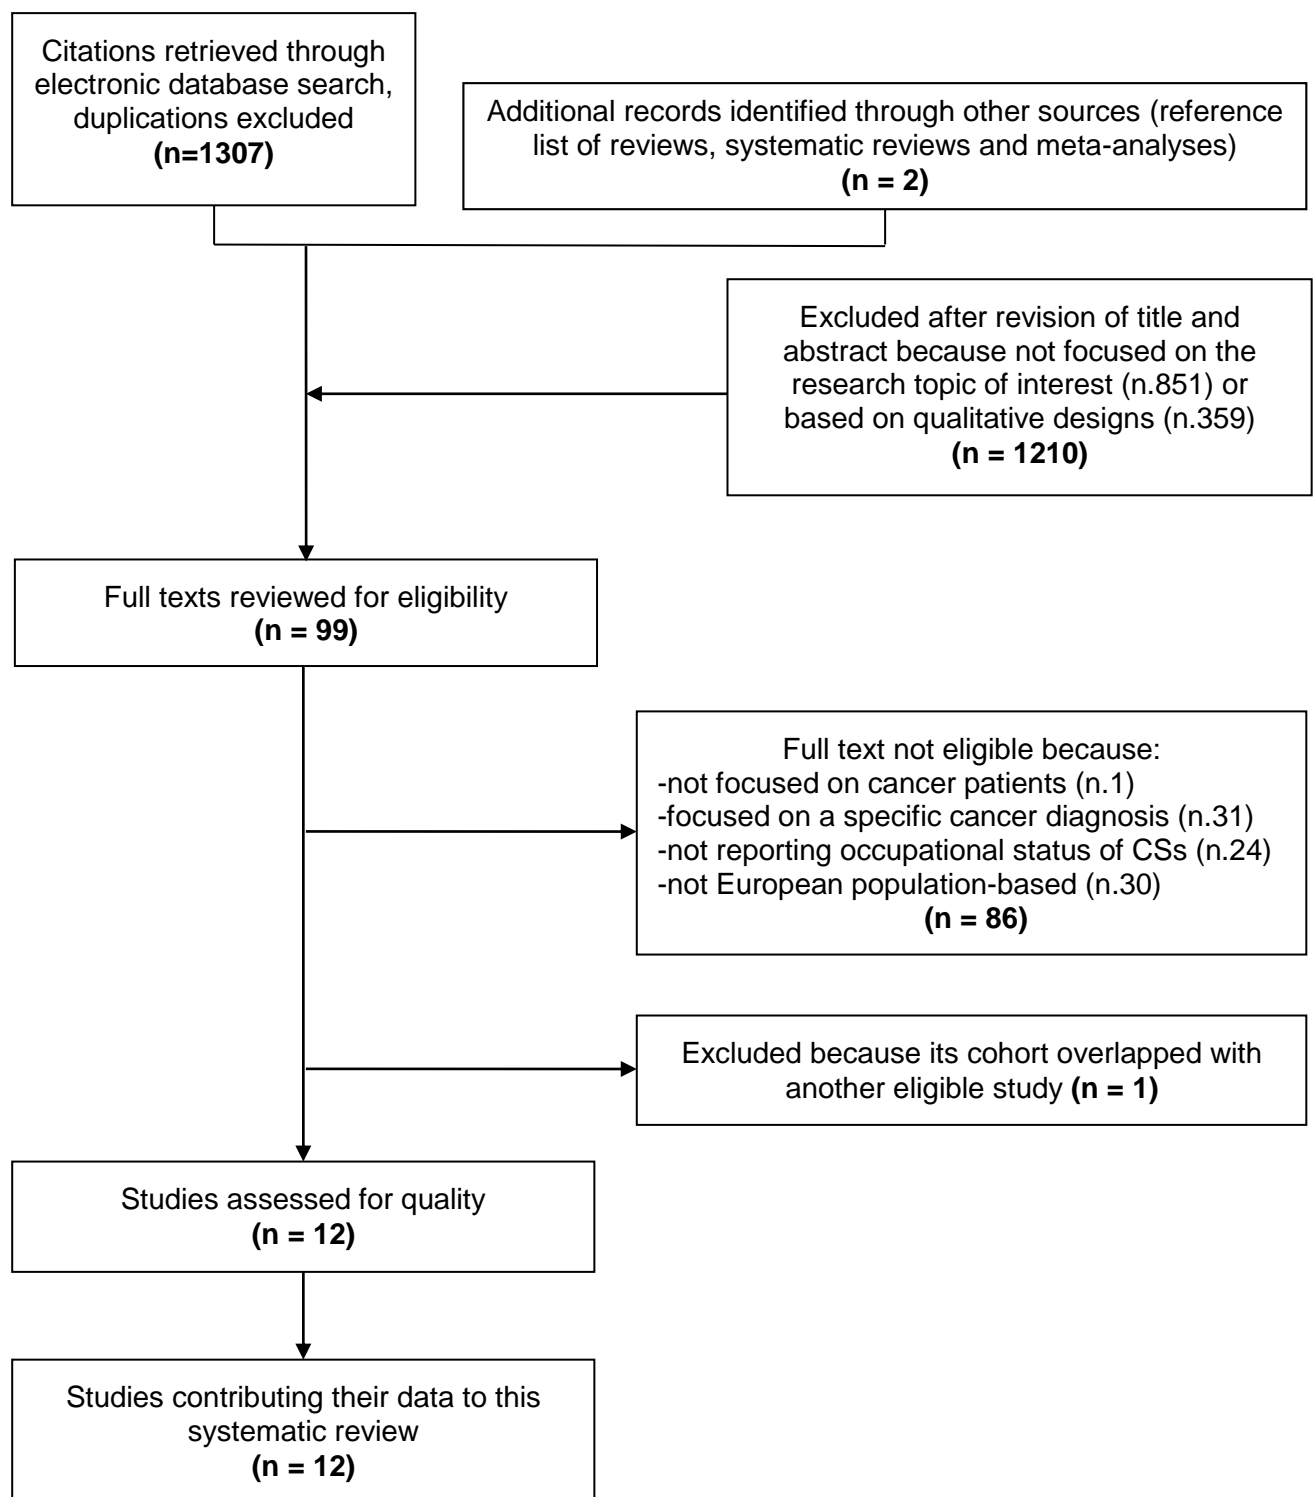 Citations retrieved through
electronic database search,
duplications excluded
(n=1307)
Additional records identified through other sources (reference
list of reviews, systematic reviews and meta-analyses)
(n = 2)
Excluded after revision of title and
abstract because not focused on the
research topic of interest (n.851) or
based on qualitative designs (n.359)
(n = 1210)
Full texts reviewed for eligibility
(n = 99)
Full text not eligible because:
-not focused on cancer patients (n.1)
-focused on a specific cancer diagnosis (n.31)
-not reporting occupational status of CSs (n.24)
-not European population-based (n.30)
(n = 86)
Excluded because its cohort overlapped with
another eligible study (n = 1)
Studies assessed for quality
(n = 12)
Studies contributing their data to this
systematic review
(n = 12)